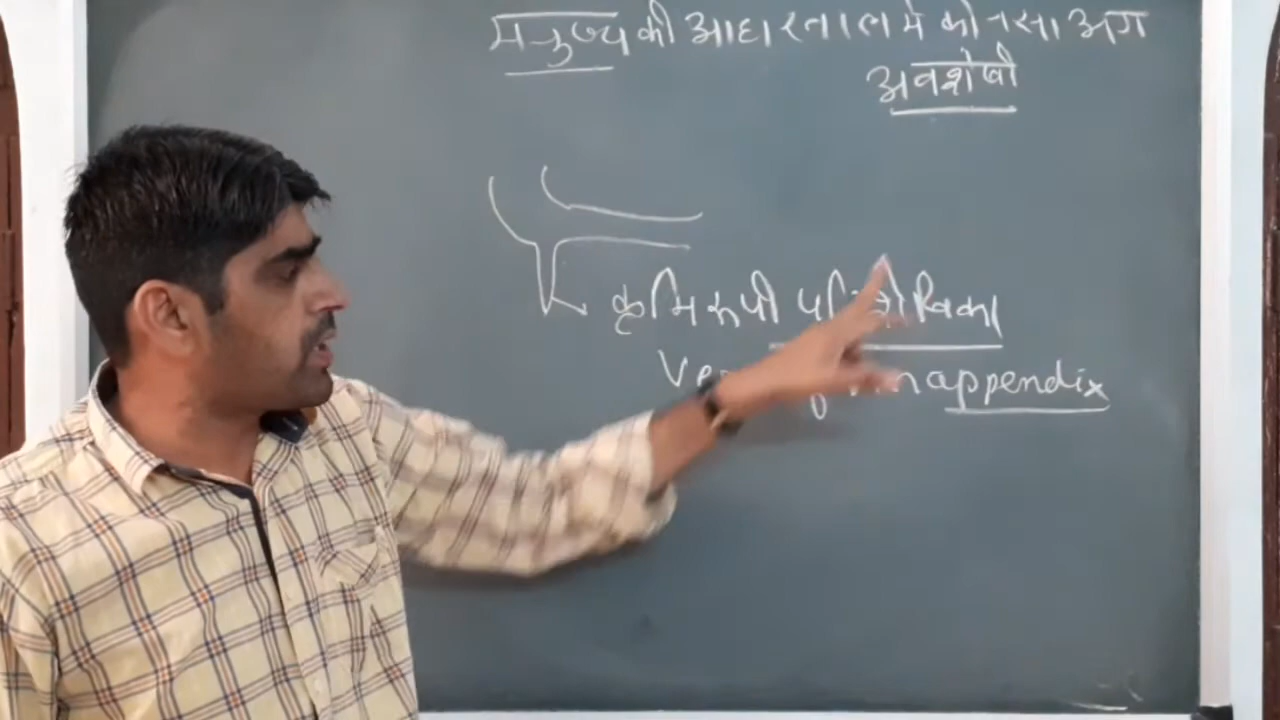 मनुष्य की आहारनाल मे कौनसा अंग
अवशेषी
कृमिरूपी
appendix